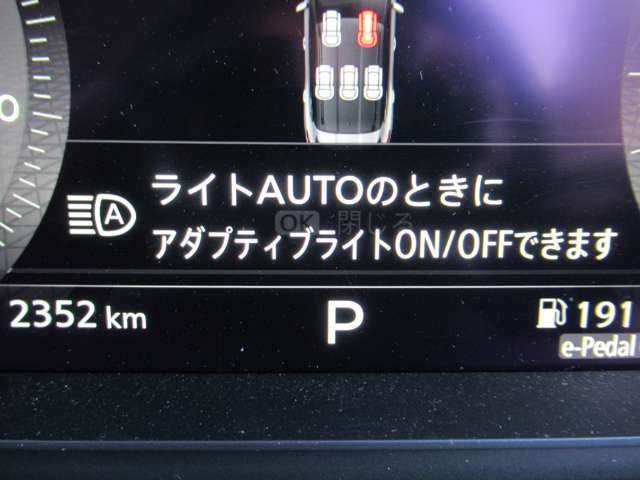 0
ライトAUTOのときに
OK 閉じる
アダプティブライトON/OFFできます
A
2352 km
P
191
e-Pedal